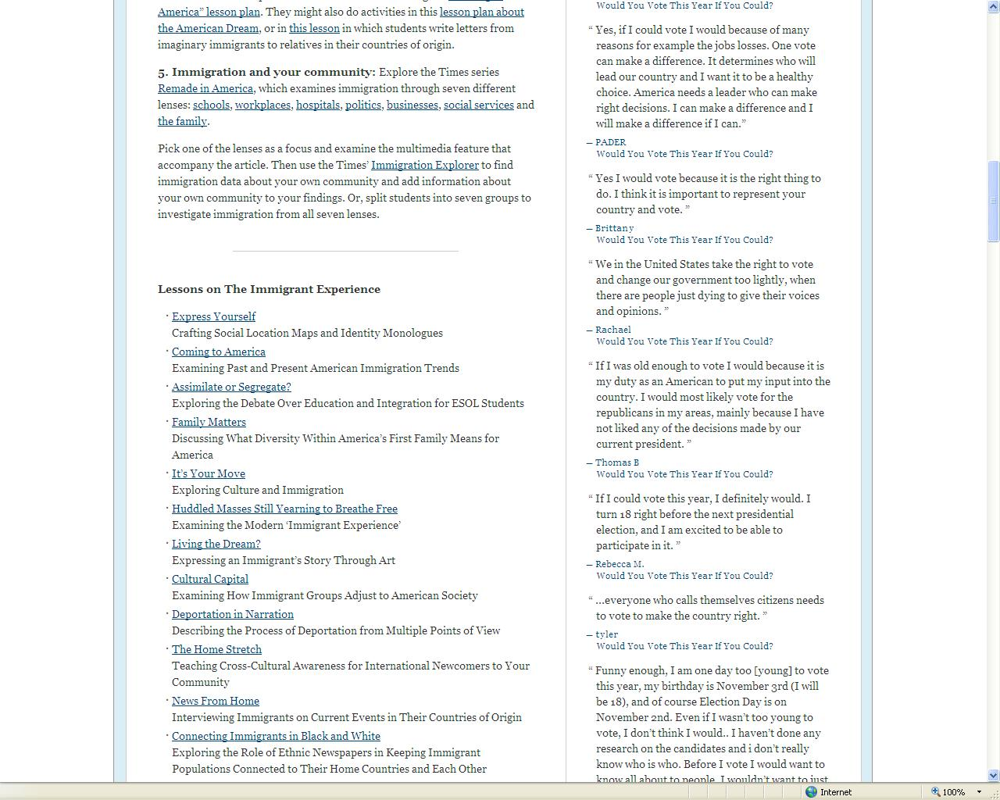 America” lesson plan. They might also do activities in this lesson plan about
the American Dream, or in this lesson in which students write letters from
imaginary immigrants to relatives in their countries of origin.
5. Immigration and your community: Explore the Times series
Remade in America, which examines immigration through seven different
lenses: schools, workplaces, hospitals, politics, businesses, social services and
the family.
Pick one of the lenses as a focus and examine the multimedia feature that
accompany the article. Then use the Times’ Immigration Explorer to find
immigration data about your own community and add information about
your own community to your findings. Or, split students into seven groups to
investigate immigration from all seven lenses.
Lessons on The Immigrant Experience
· Express Yourself
Crafting Social Location Maps and Identity Monologues
· Coming to America
Examining Past and Present American Immigration Trends
· Assimilate or Segregate?
Exploring the Debate Over Education and Integration for ESOL Students
· Family Matters
Discussing What Diversity Within America’s First Family Means for
America
· It’s Your Move
Exploring Culture and Immigration
· Huddled Masses Still Yearning to Breathe Free
Examining the Modern ‘Immigrant Experience’
· Living the Dream?
Expressing an Immigrant’s Story Through Art
· Cultural Capital
Examining How Immigrant Groups Adjust to American Society
· Deportation in Narration
Describing the Process of Deportation from Multiple Points of View
· The Home Stretch
Teaching Cross-Cultural Awareness for International Newcomers to Your
Community
· News From Home
Interviewing Immigrants on Current Events in Their Countries of Origin
· Connecting Immigrants in Black and White
Exploring the Role of Ethnic Newspapers in Keeping Immigrant
Populations Connected to Their Home Countries and Each Other
Would You Vote This Year If You Could?
“ Yes, if I could vote I would because of many
reasons for example the jobs losses. One vote
can make a difference. It determines who will
lead our country and I want it to be a healthy
choice. America needs a leader who can make
right decisions. I can make a difference and I
will make a difference if I can.”
— PADER
Would You Vote This Year If You Could?
“ Yes I would vote because it is the right thing to
do. I think it is important to represent your
country and vote. ”
— Brittany
Would You Vote This Year If You Could?
“ We in the United States take the right to vote
and change our government too lightly, when
there are people just dying to give their voices
and opinions. ”
— Rachael
Would You Vote This Year If You Could?
“ If I was old enough to vote I would because it is
my duty as an American to put my input into the
country. I would most likely vote for the
republicans in my areas, mainly because I have
not liked any of the decisions made by our
current president. ”
— Thomas B
Would You Vote This Year If You Could?
“ If I could vote this year, I definitely would. I
turn 18 right before the next presidential
election, and I am excited to be able to
participate in it. ”
— Rebecca M.
Would You Vote This Year If You Could?
“ ...everyone who calls themselves citizens needs
to vote to make the country right. ”
— tyler
Would You Vote This Year If You Could?
“ Funny enough, I am one day too [young] to vote
this year, my birthday is November 3rd (I will
be 18), and of course Election Day is on
November 2nd. Even if I wasn’t too young to
vote, I don’t think I would.. I haven’t done any
research on the candidates and i don’t really
know who is who. Before I vote I would want to
know all about to people. I wouldn’t want to just
Internet
100%